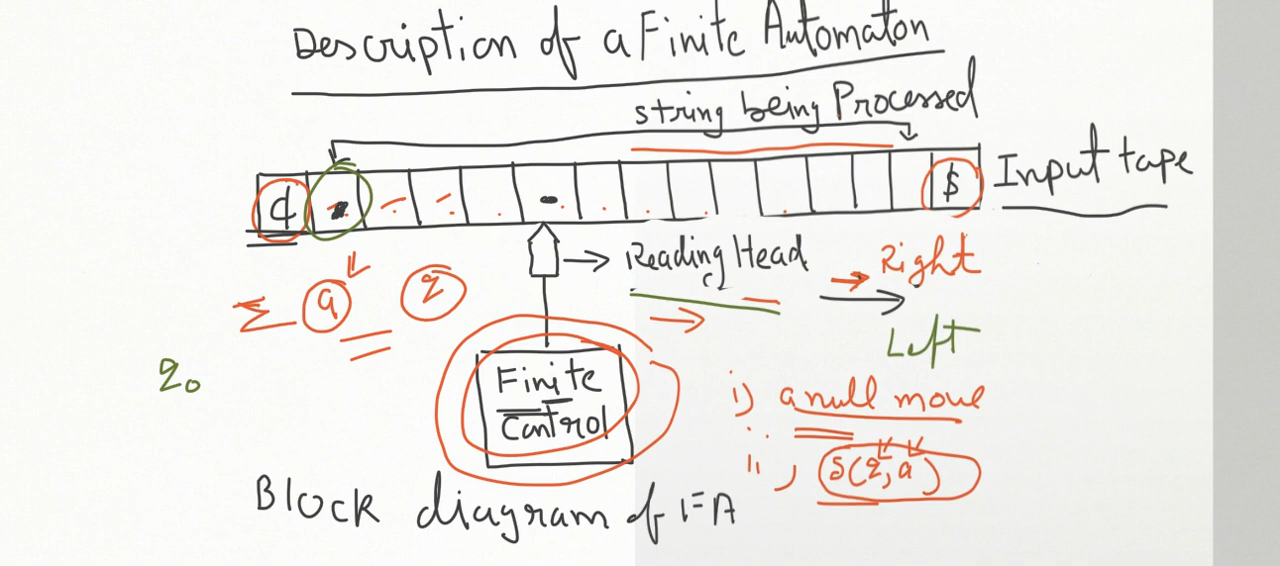 Description of a Finite Automaton
string being Processed
¢ $ Input tape
Reading Head
Right
Left
Σ a q
q₀
Finite
Control
i) a null move
ii) δ(q, a)
Block diagram of FA